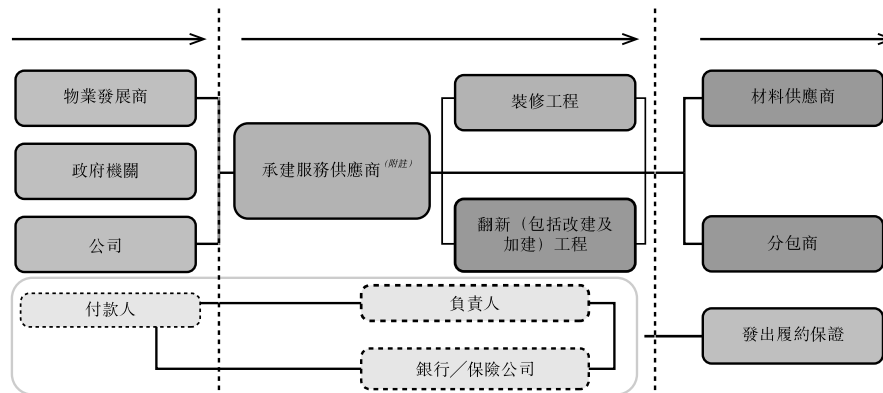 物業發展商
政府機關
公司
承建服務供應商(附註)
裝修工程
翻新（包括改建及
加建）工程
材料供應商
分包商
付款人
負責人
銀行／保險公司
發出履約保證